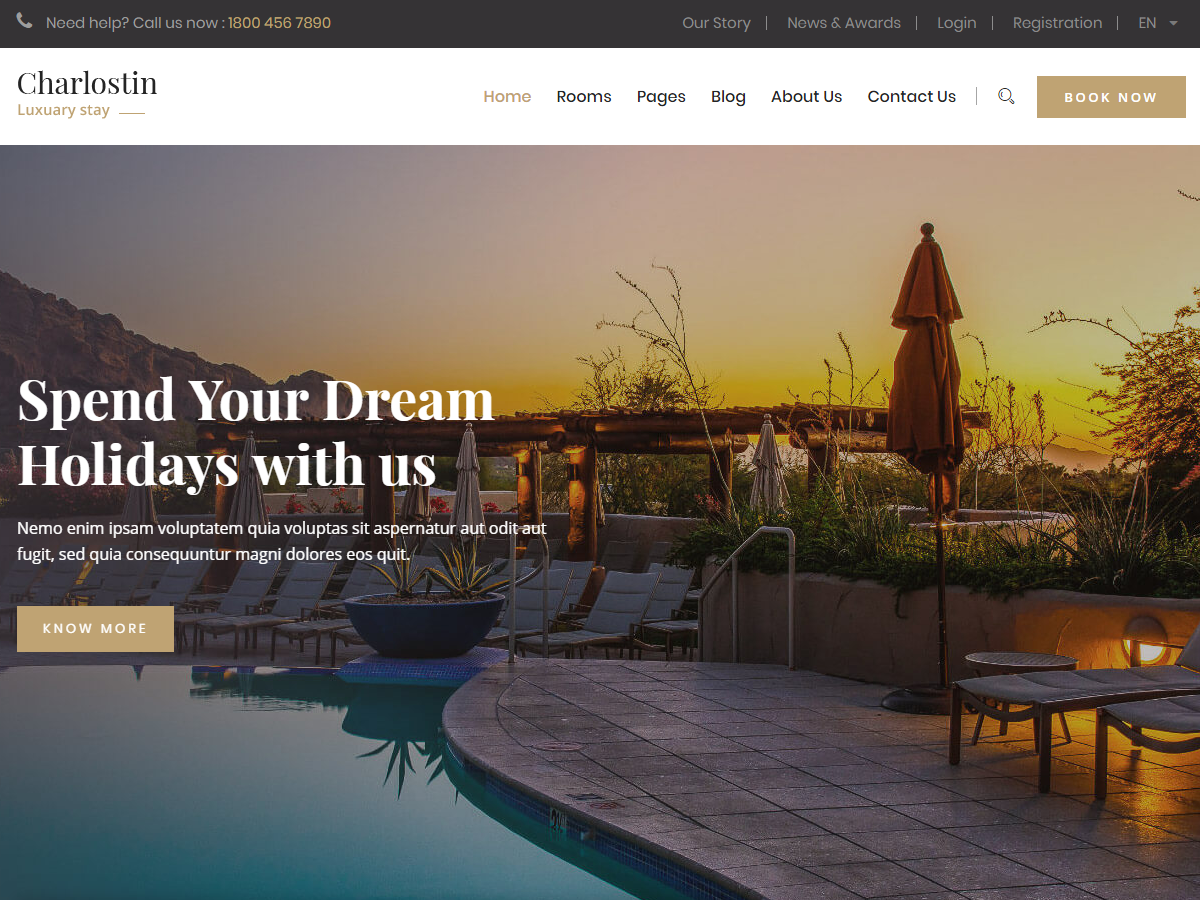 Need help? Call us now : 1800 456 7890
Our Story
News & Awards
Login
Registration
EN
Charlostin
Luxuary stay
Home
Rooms
Pages
Blog
About Us
Contact Us
BOOK NOW
Spend Your Dream
Holidays with us
Nemo enim ipsam voluptatem quia voluptas sit aspernatur aut odit aut
fugit, sed quia consequuntur magni dolores eos quit.
KNOW MORE